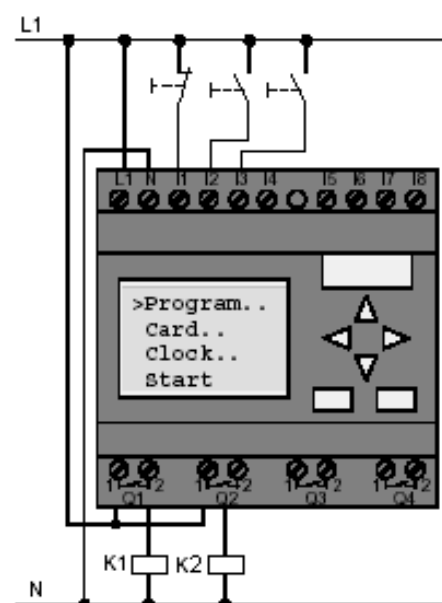 L1
L1 N I1 I2 I3 I4 I5 I6 I7 I8
>Program..
Card..
Clock..
Start
1 2 1 2 1 2 1 2
Q1 Q2 Q3 Q4
K1 K2
N